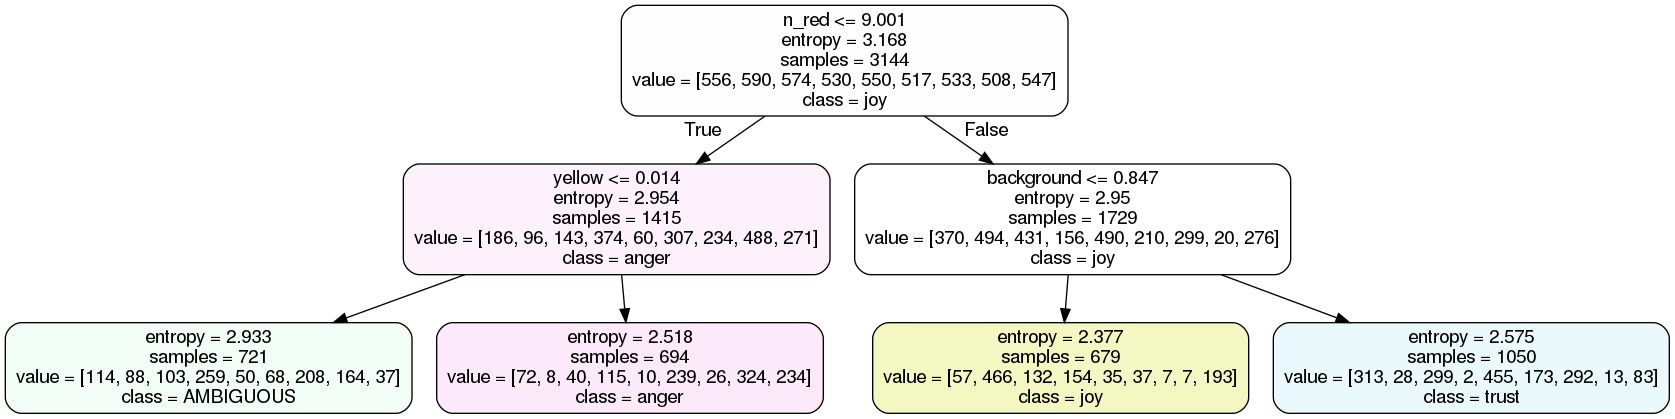 n_red <= 9.001
entropy = 3.168
samples = 3144
value = [556, 590, 574, 530, 550, 517, 533, 508, 547]
class = joy
True
False
yellow <= 0.014
entropy = 2.954
samples = 1415
value = [186, 96, 143, 374, 60, 307, 234, 488, 271]
class = anger
background <= 0.847
entropy = 2.95
samples = 1729
value = [370, 494, 431, 156, 490, 210, 299, 20, 276]
class = joy
entropy = 2.933
samples = 721
value = [114, 88, 103, 259, 50, 68, 208, 164, 37]
class = AMBIGUOUS
entropy = 2.518
samples = 694
value = [72, 8, 40, 115, 10, 239, 26, 324, 234]
class = anger
entropy = 2.377
samples = 679
value = [57, 466, 132, 154, 35, 37, 7, 7, 193]
class = joy
entropy = 2.575
samples = 1050
value = [313, 28, 299, 2, 455, 173, 292, 13, 83]
class = trust